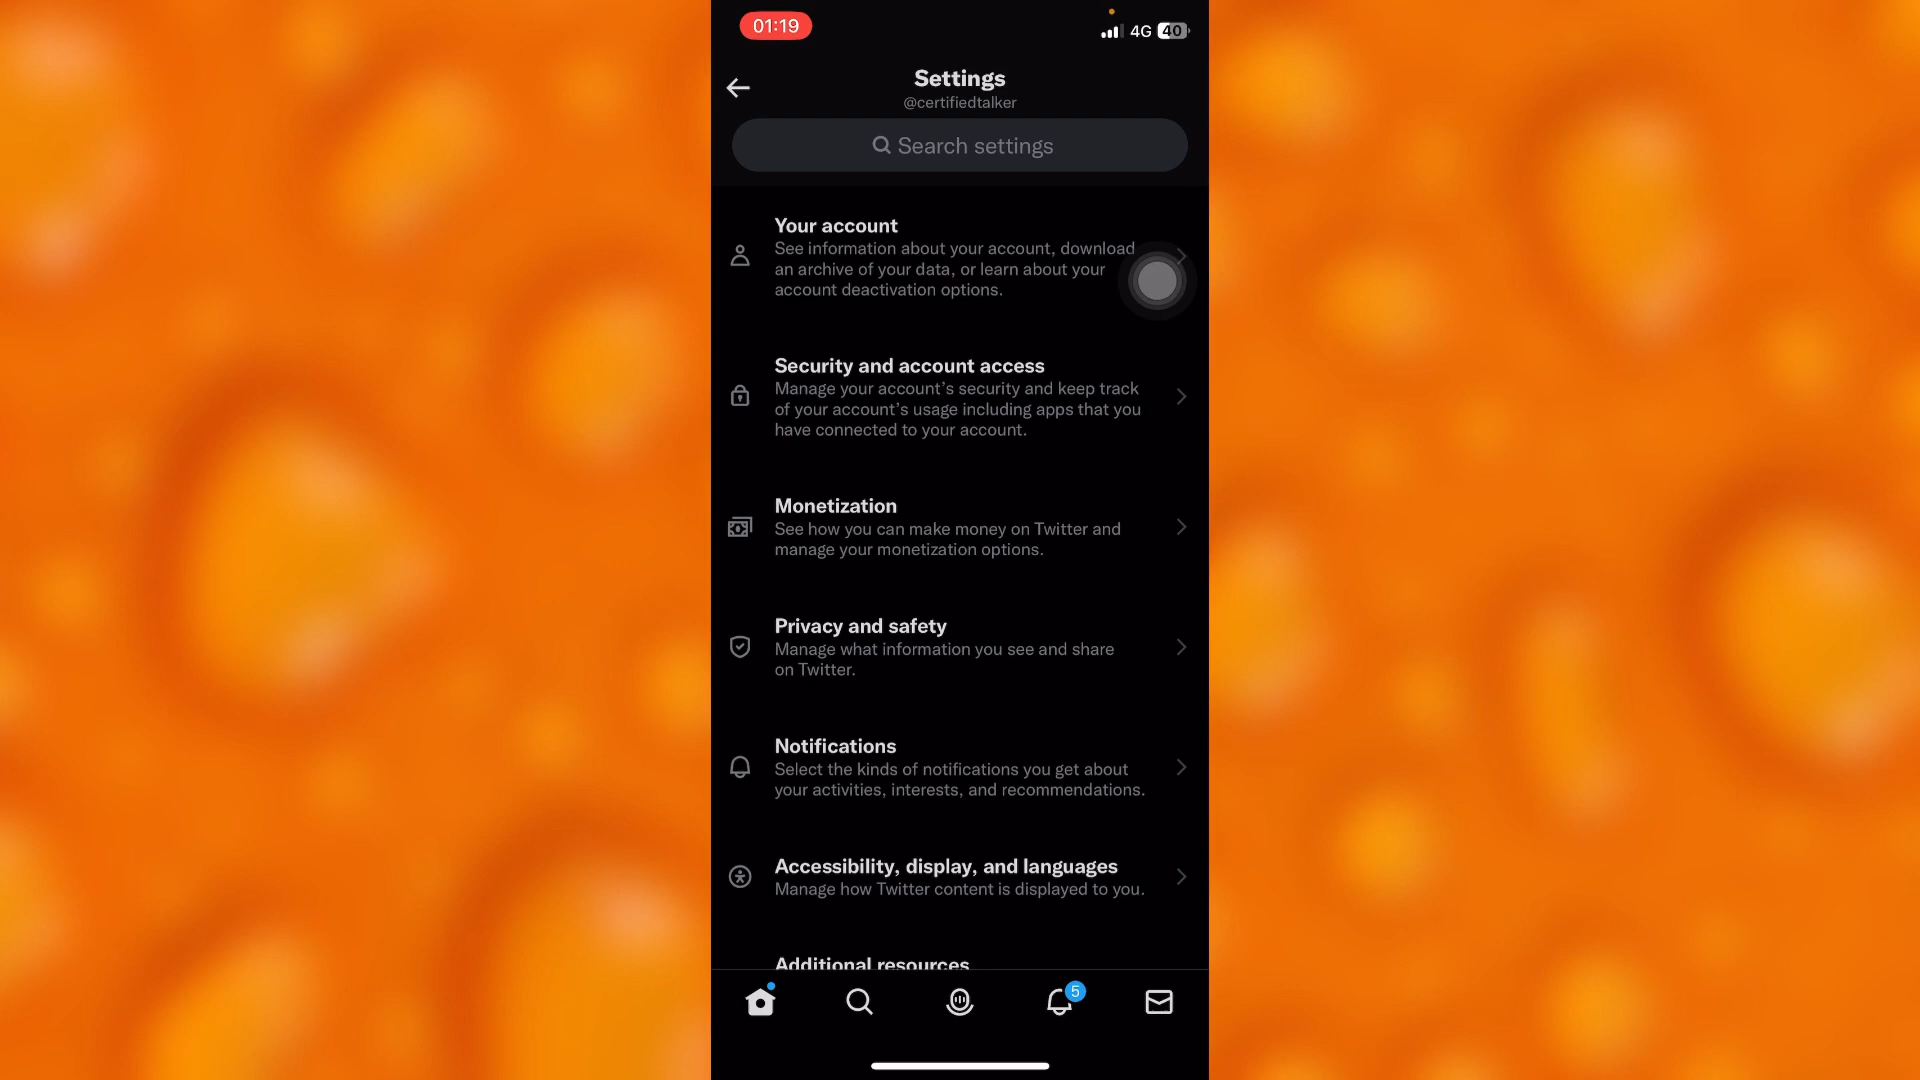 01:19
4G 40
Settings
@certifiedtalker
Search settings
Your account
See information about your account, download
an archive of your data, or learn about your
account deactivation options.
Security and account access
Manage your account’s security and keep track
of your account’s usage including apps that you
have connected to your account.
Monetization
See how you can make money on Twitter and
manage your monetization options.
Privacy and safety
Manage what information you see and share
on Twitter.
Notifications
Select the kinds of notifications you get about
your activities, interests, and recommendations.
Accessibility, display, and languages
Manage how Twitter content is displayed to you.
Additional resources
5